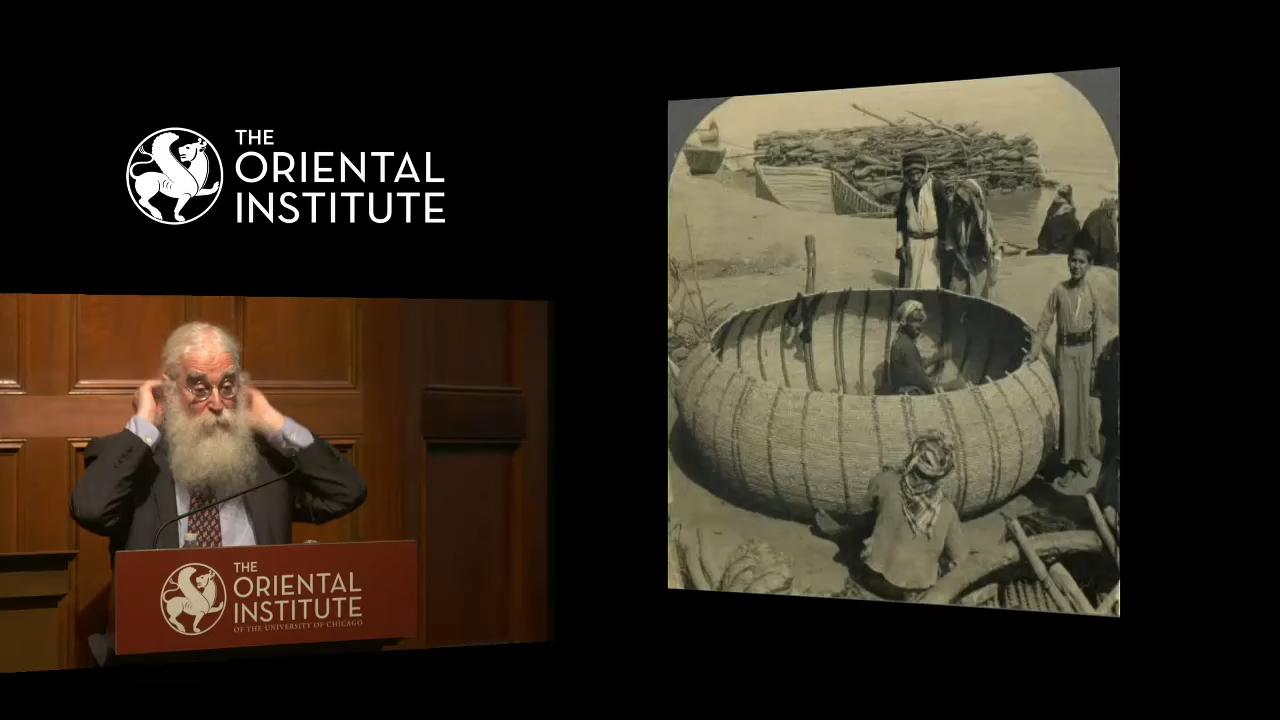 THE
ORIENTAL
INSTITUTE
THE
ORIENTAL
INSTITUTE
OF THE UNIVERSITY OF CHICAGO